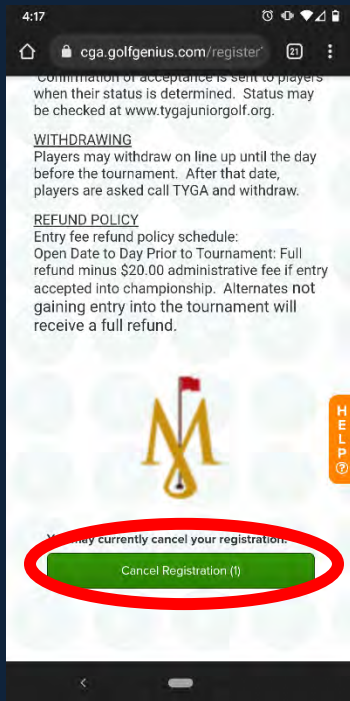 4:17
cga.golfgenius.com/register
21
Confirmation of acceptance is sent to players
when their status is determined. Status may
be checked at www.tygajuniorgolf.org.
WITHDRAWING
Players may withdraw on line up until the day
before the tournament. After that date,
players are asked call TYGA and withdraw.
REFUND POLICY
Entry fee refund policy schedule:
Open Date to Day Prior to Tournament: Full
refund minus $20.00 administrative fee if entry
accepted into championship. Alternates not
gaining entry into the tournament will
receive a full refund.
M
HELP
?
You may currently cancel your registration.
Cancel Registration (1)